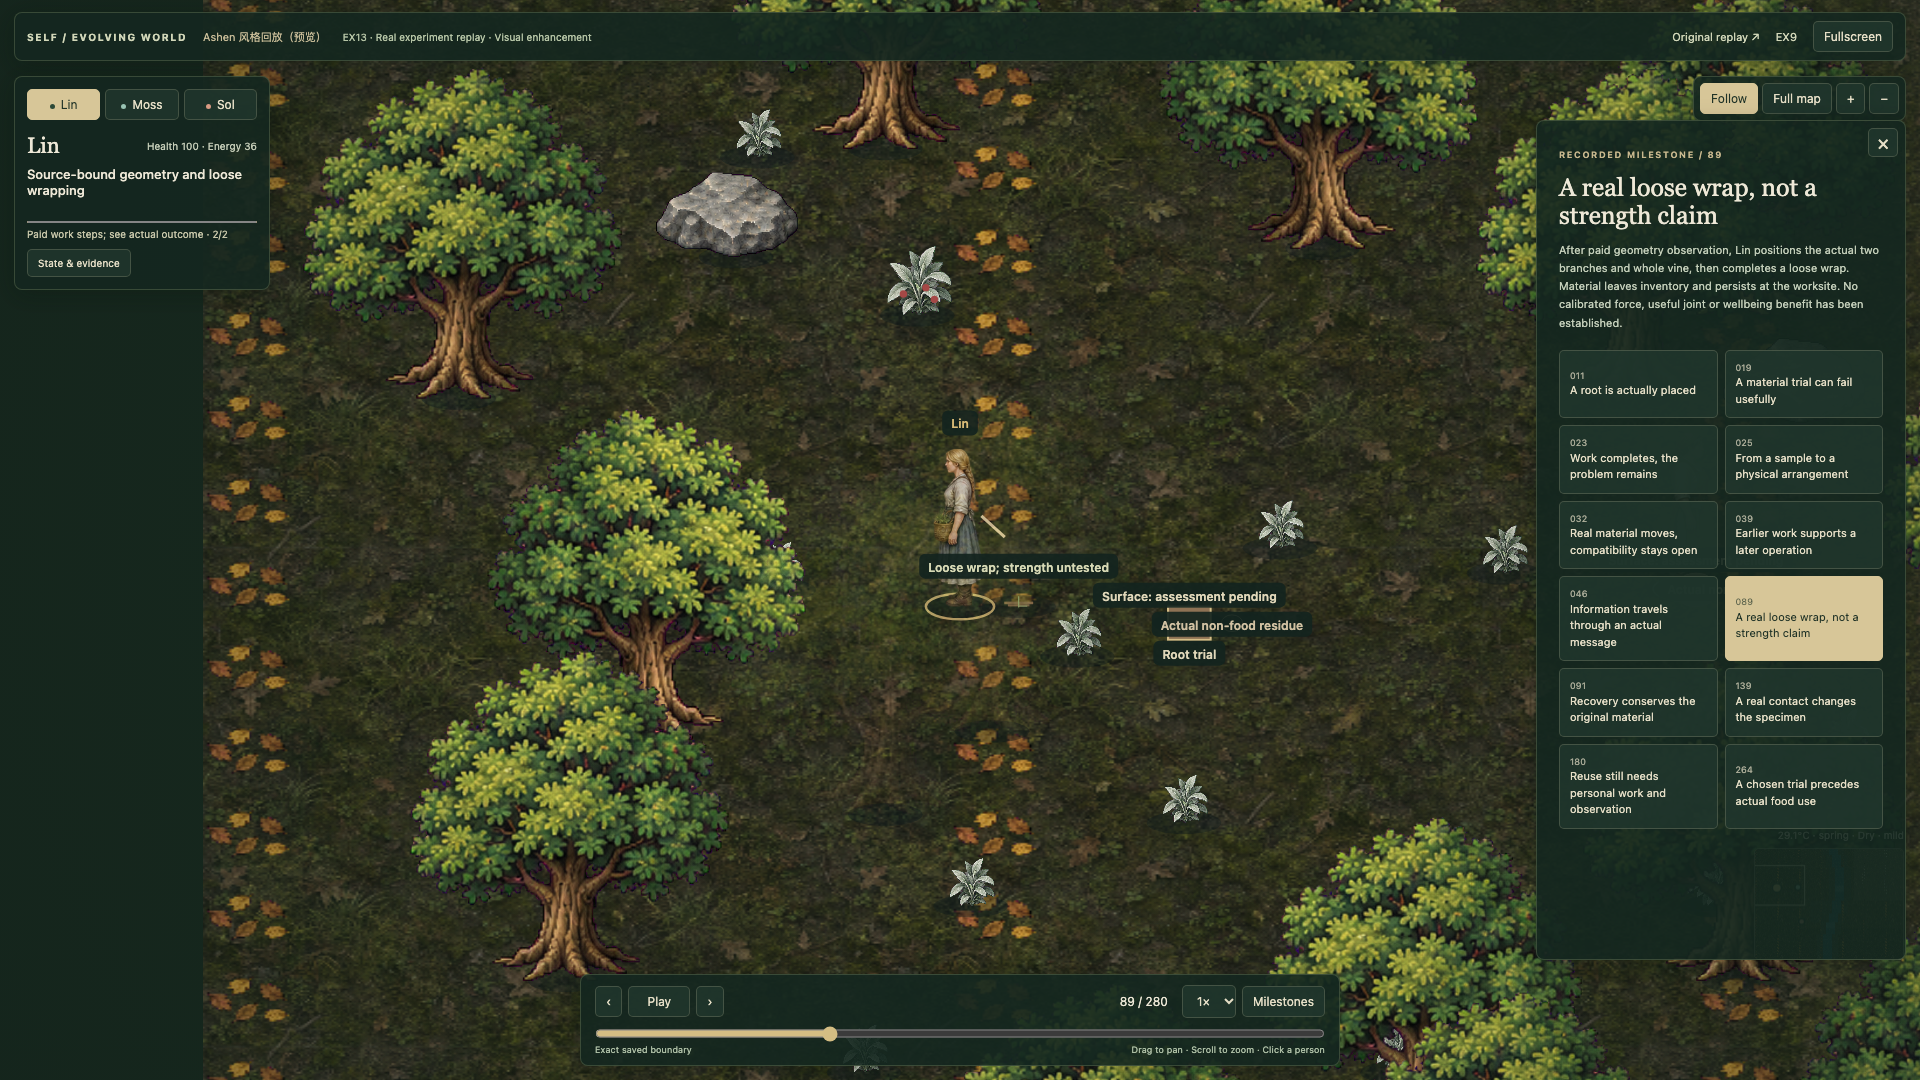 SELF / EVOLVING WORLD
Ashen 风格回放（预览）
EX13 · Real experiment replay · Visual enhancement
Original replay ↗
EX9
Fullscreen
Lin
Moss
Sol
Lin
Health 100 · Energy 36
Source-bound geometry and loose
wrapping
Paid work steps; see actual outcome · 2/2
State & evidence
Follow
Full map
+
−
×
RECORDED MILESTONE / 89
A real loose wrap, not a
strength claim
After paid geometry observation, Lin positions the actual two
branches and whole vine, then completes a loose wrap.
Material leaves inventory and persists at the worksite. No
calibrated force, useful joint or wellbeing benefit has been
established.
011
A root is actually placed
019
A material trial can fail
usefully
023
Work completes, the
problem remains
025
From a sample to a
physical arrangement
032
Real material moves,
compatibility stays open
039
Earlier work supports a
later operation
046
Information travels
through an actual
message
089
A real loose wrap, not a
strength claim
091
Recovery conserves the
original material
139
A real contact changes
the specimen
180
Reuse still needs
personal work and
observation
264
A chosen trial precedes
actual food use
29.1°C · spring · Dry · mild
Lin
Loose wrap; strength untested
Surface: assessment pending
Actual non-food residue
Root trial
‹
Play
›
89 / 280
1×
Milestones
Exact saved boundary
Drag to pan · Scroll to zoom · Click a person